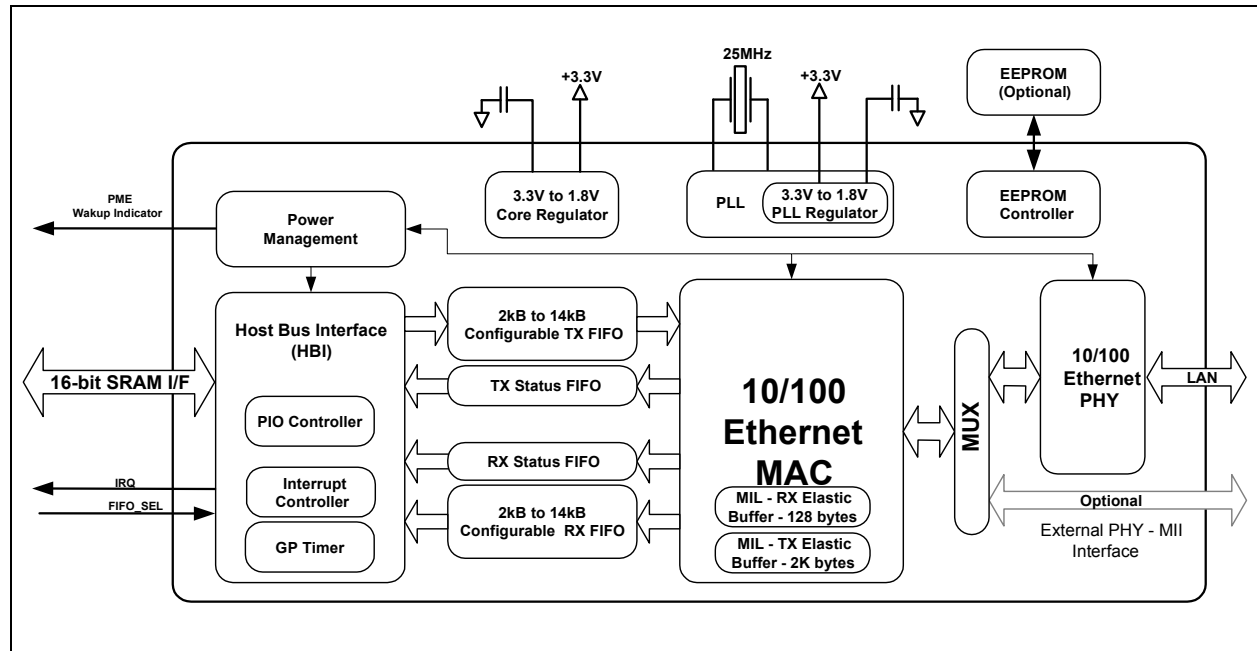 25MHz
+3.3V
+3.3V
EEPROM
(Optional)
3.3V to 1.8V
Core Regulator
PLL
3.3V to 1.8V
PLL Regulator
EEPROM
Controller
PME
Wakup Indicator
Power
Management
Host Bus Interface
(HBI)
2kB to 14kB
Configurable TX FIFO
16-bit SRAM I/F
TX Status FIFO
PIO Controller
RX Status FIFO
IRQ
Interrupt
Controller
FIFO_SEL
2kB to 14kB
Configurable RX FIFO
GP Timer
10/100
Ethernet
MAC
MIL - RX Elastic
Buffer - 128 bytes
MIL - TX Elastic
Buffer - 2K bytes
MUX
10/100
Ethernet
PHY
LAN
Optional
External PHY - MII
Interface